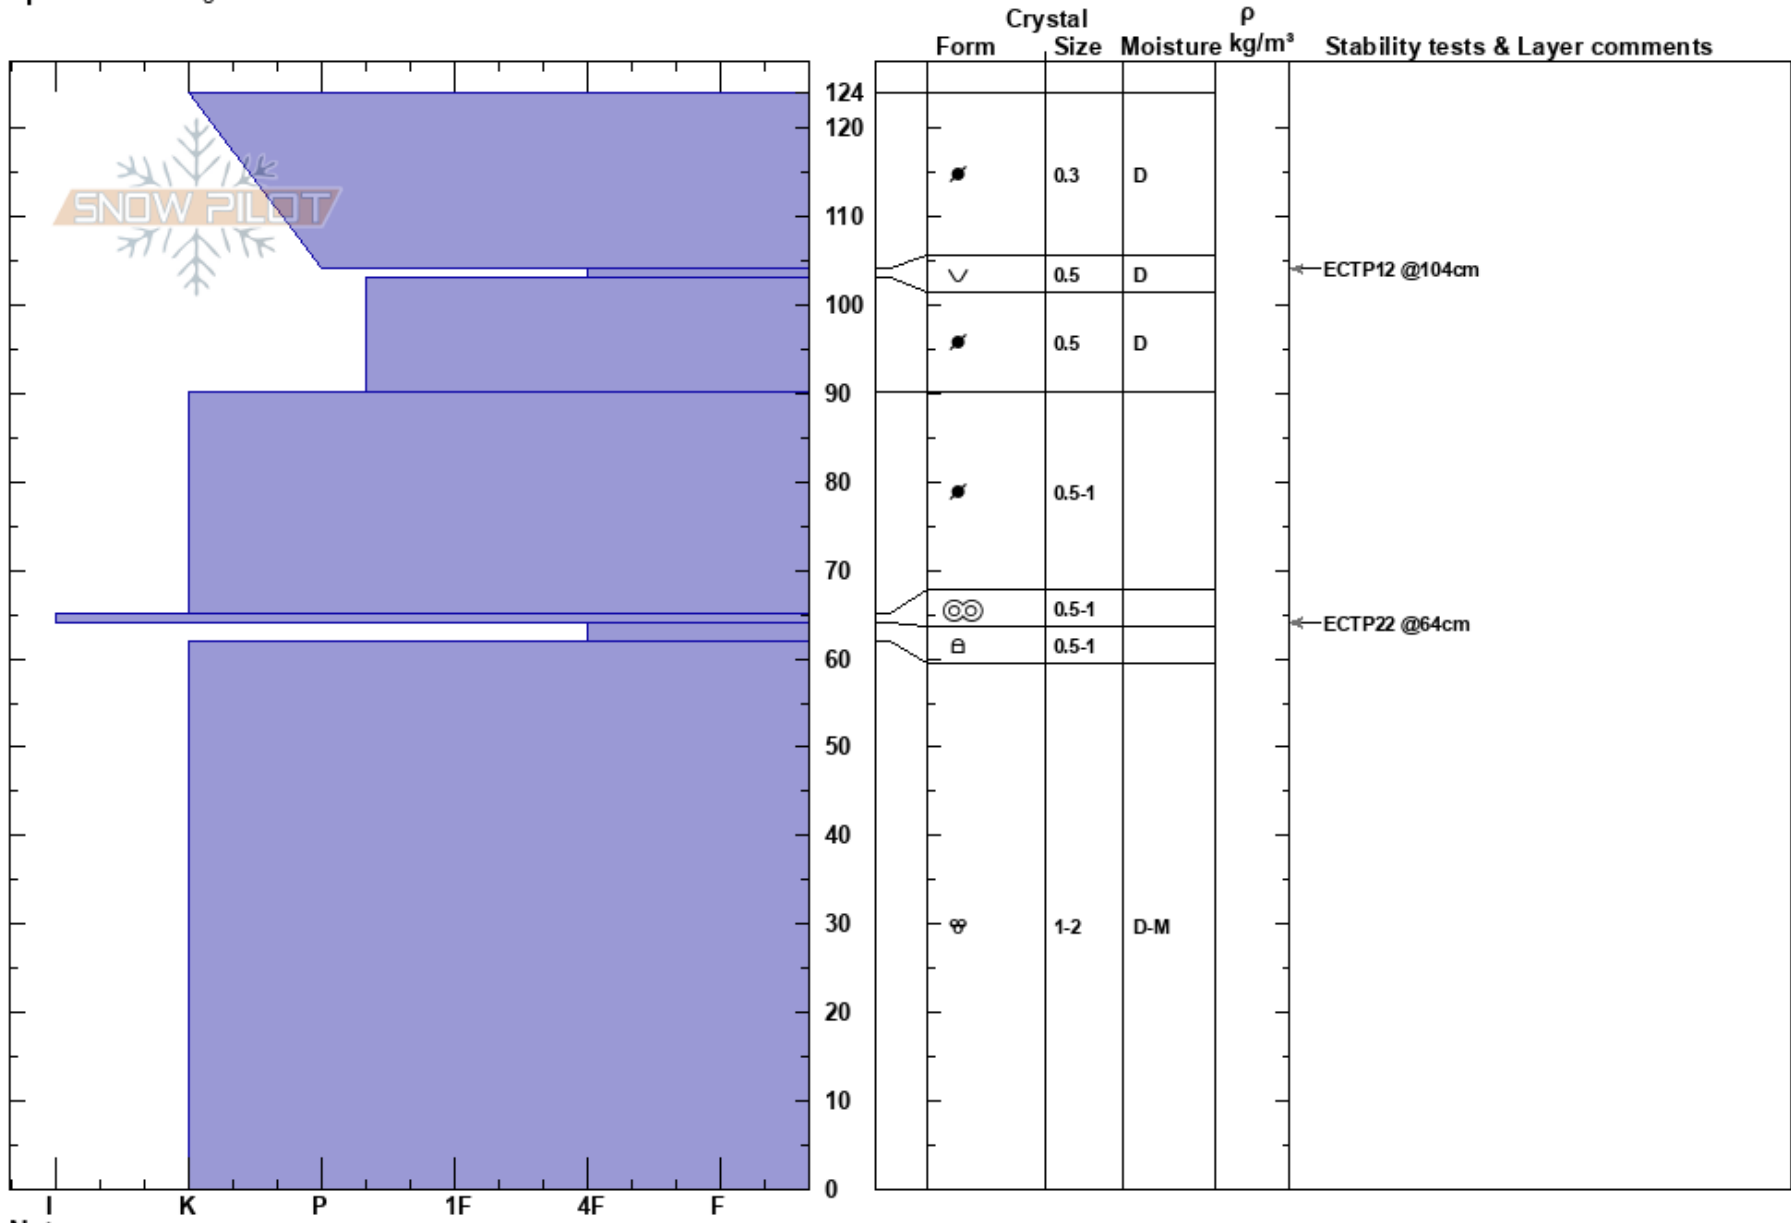 Crystal ρ
Form Size Moisture kg/m³ Stability tests & Layer comments
124
120
SNOW PILOT
0.3 D
110
0.5 D ECTP12 @104cm
100
0.5 D
90
80
0.5-1
70
0.5-1
ECTP22 @64cm
0.5-1
60
50
40
30
1-2 D-M
20
10
0
I K P 1F 4F F